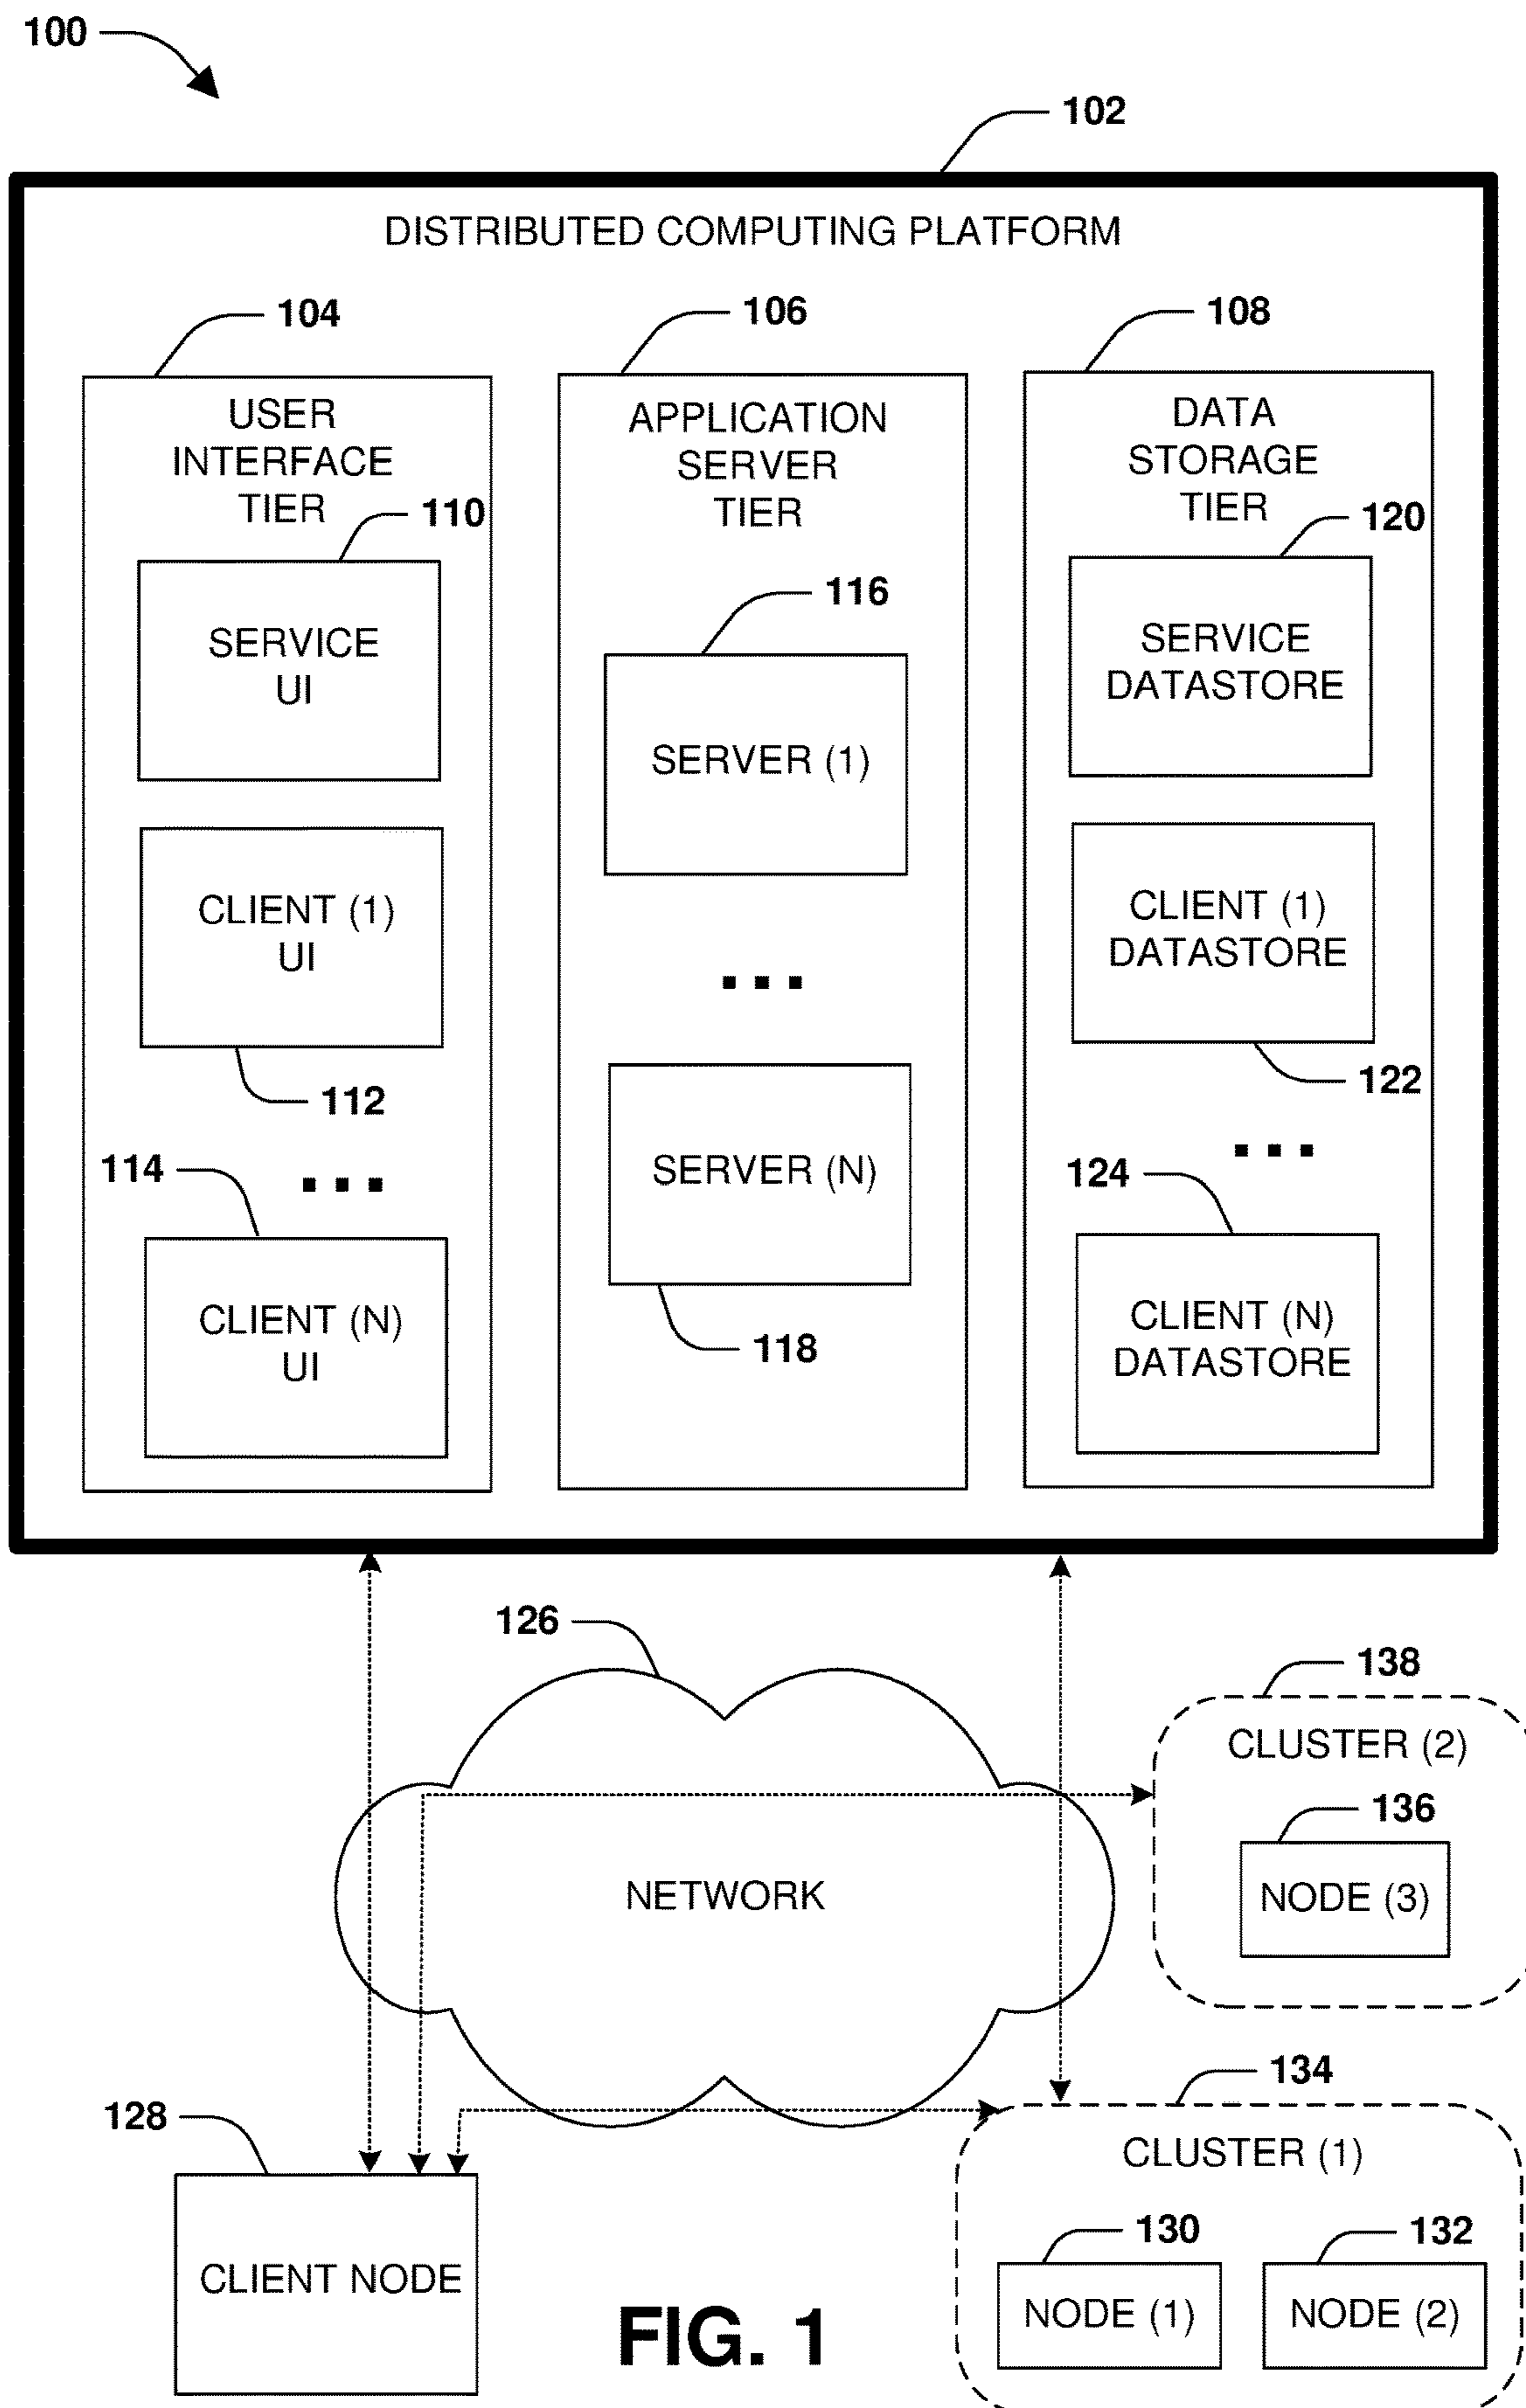 100
102
DISTRIBUTED COMPUTING PLATFORM
104
USER
INTERFACE
TIER
110
SERVICE
UI
CLIENT (1)
UI
112
114
...
CLIENT (N)
UI
106
APPLICATION
SERVER
TIER
116
SERVER (1)
...
SERVER (N)
118
108
DATA
STORAGE
TIER
120
SERVICE
DATASTORE
CLIENT (1)
DATASTORE
122
...
124
CLIENT (N)
DATASTORE
126
NETWORK
138
CLUSTER (2)
136
NODE (3)
134
CLUSTER (1)
130
NODE (1)
132
NODE (2)
128
CLIENT NODE
FIG. 1